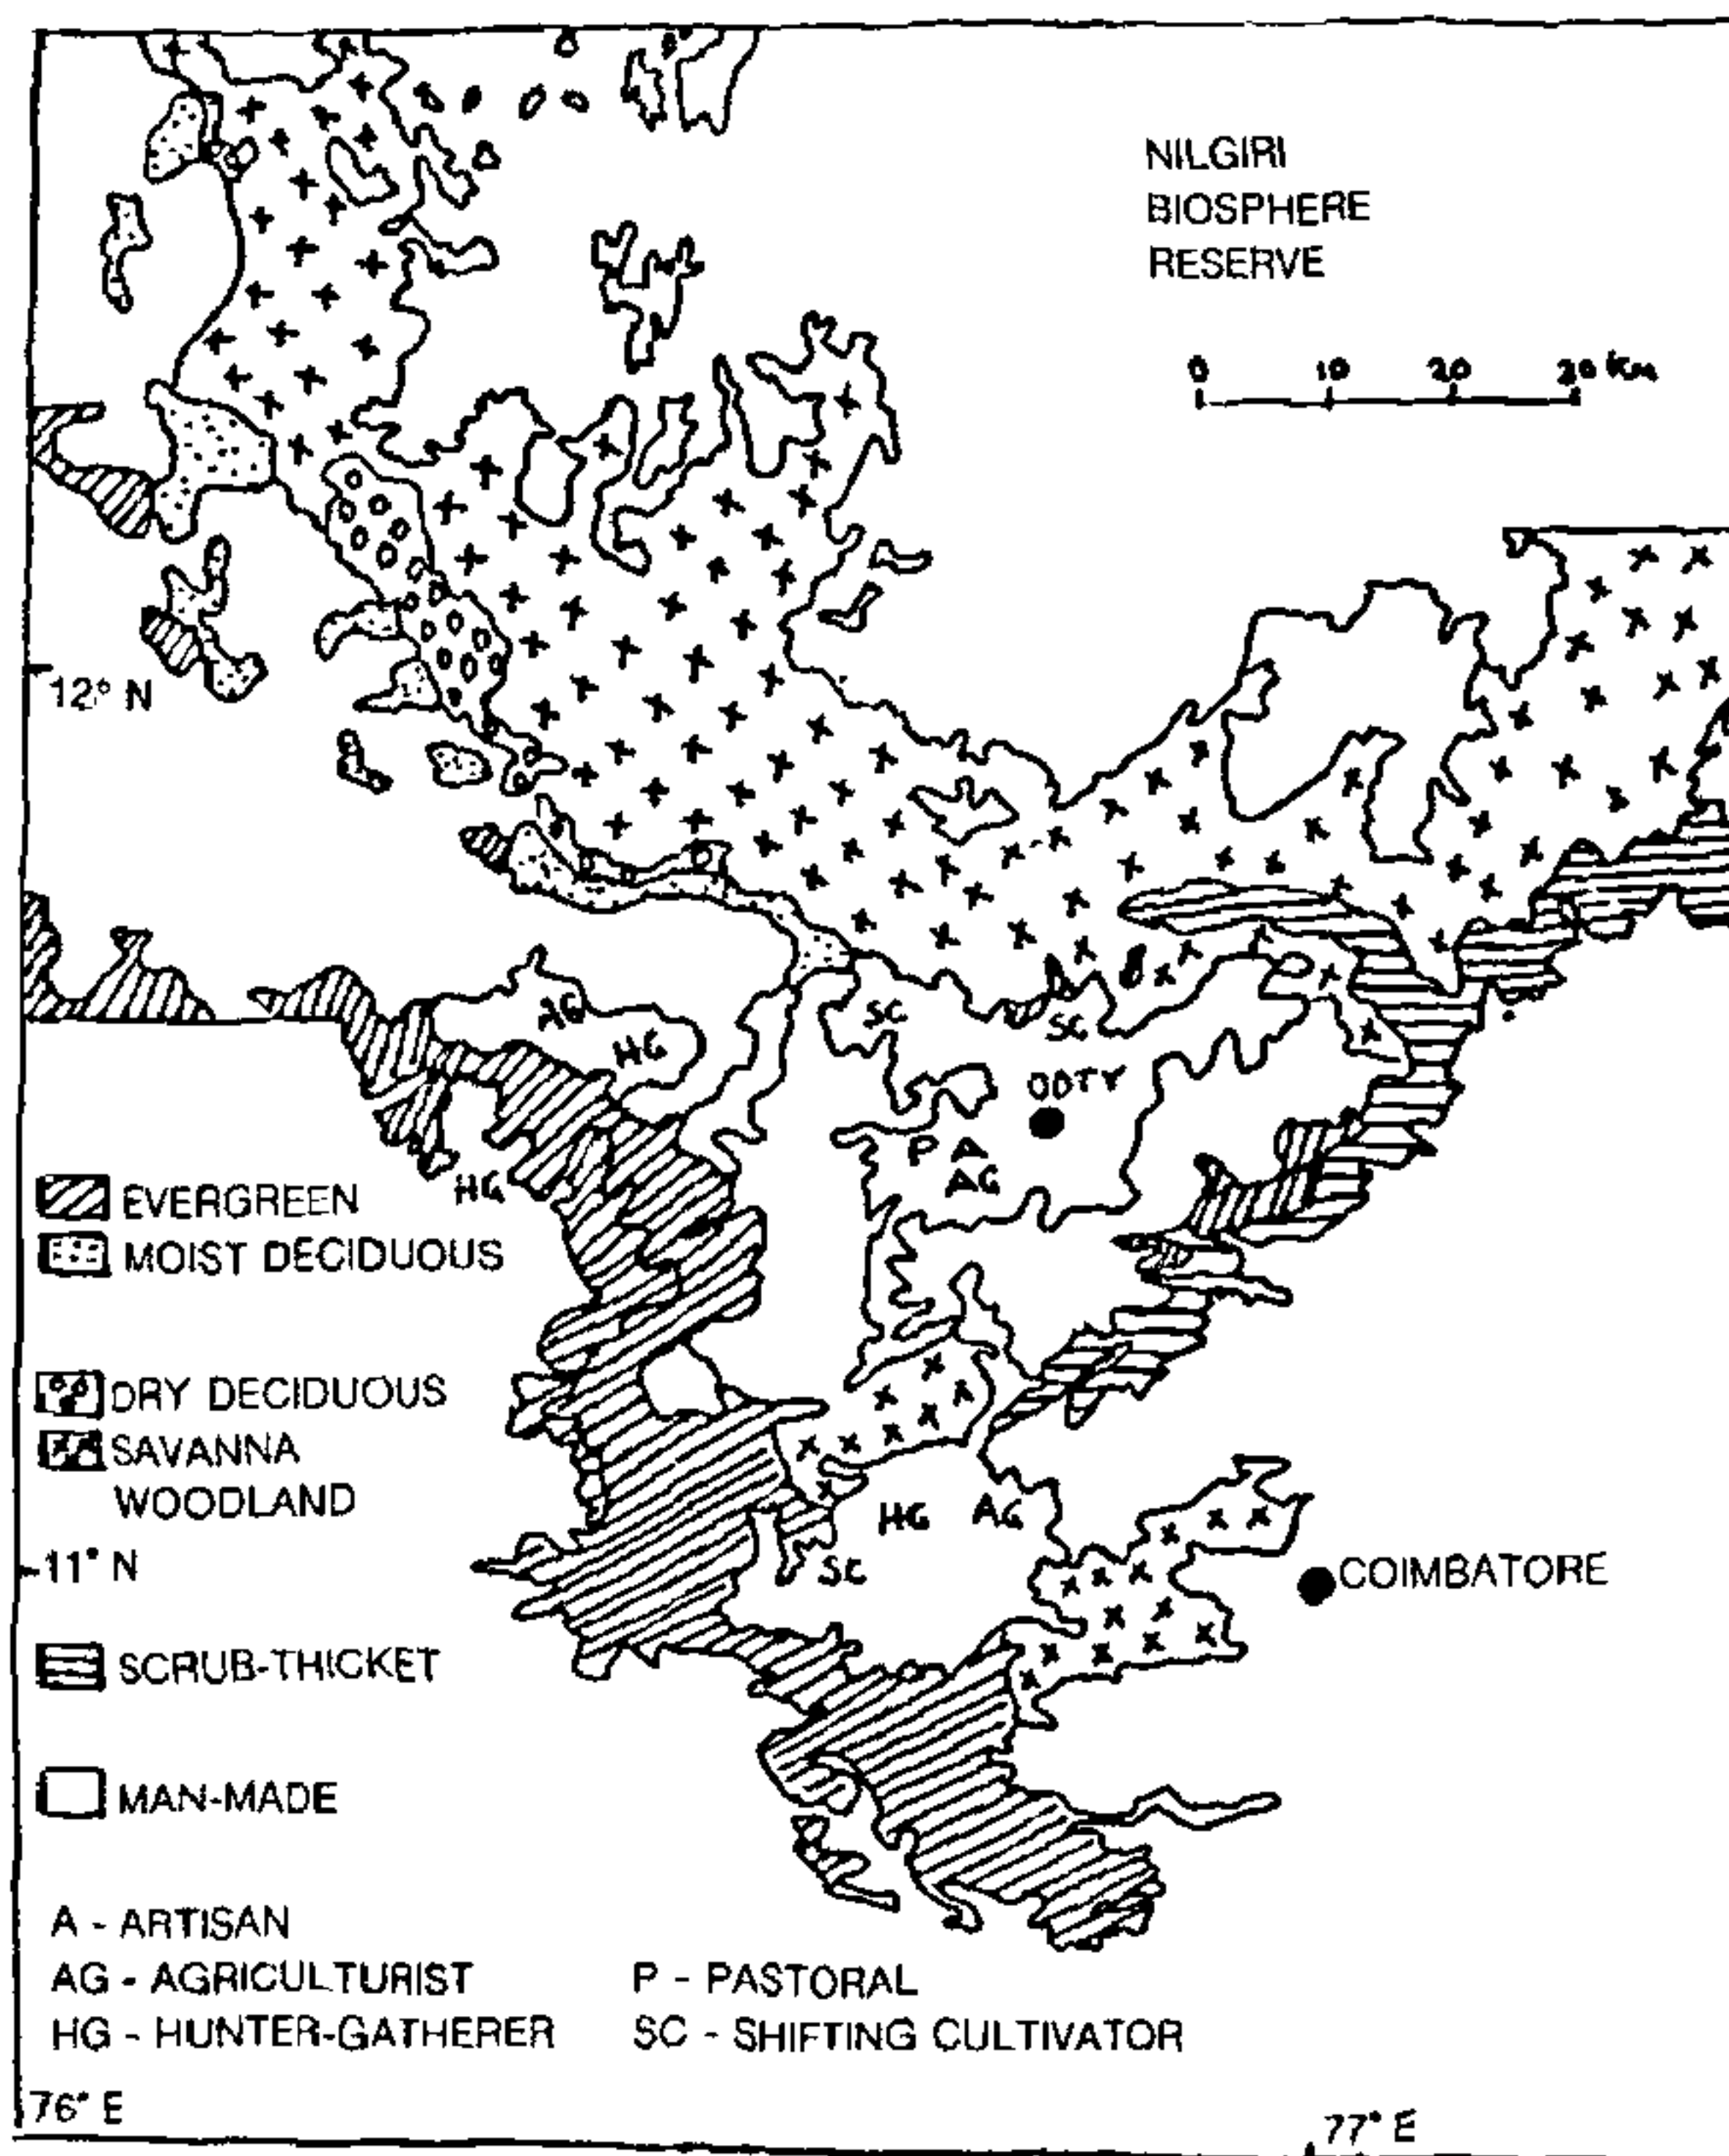 NILGIRI
BIOSPHERE
RESERVE
0 10 20 30 Km
12° N
AG
HG
SC
SC
OOTY
P A
AG
HG
EVERGREEN
MOIST DECIDUOUS
DRY DECIDUOUS
SAVANNA
WOODLAND
HG AG
SC
11° N
COIMBATORE
SCRUB-THICKET
MAN-MADE
A - ARTISAN
AG - AGRICULTURIST P - PASTORAL
HG - HUNTER-GATHERER SC - SHIFTING CULTIVATOR
76° E
77° E